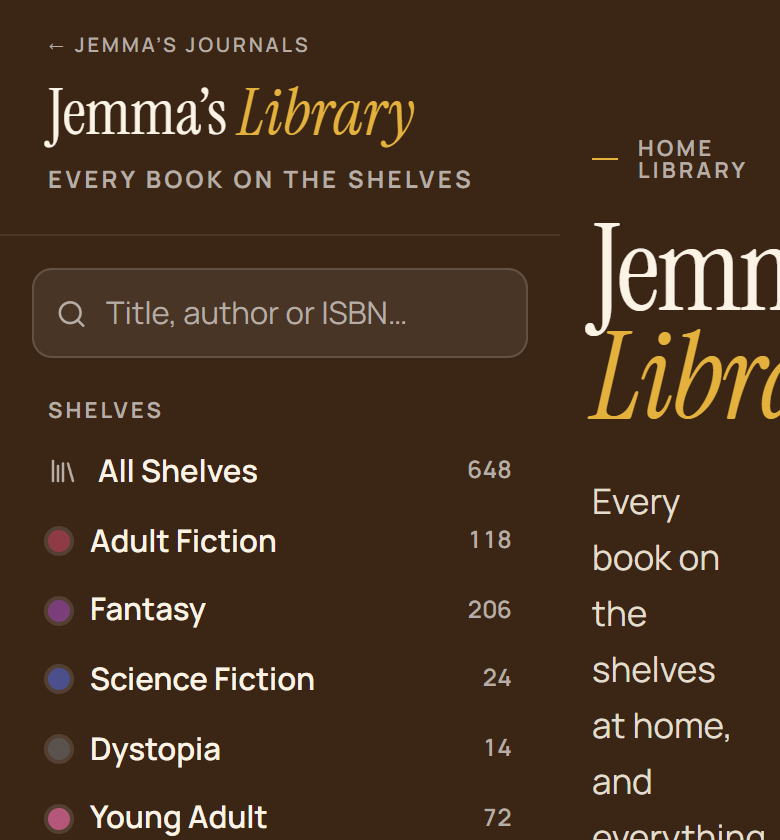 ← JEMMA’S JOURNALS
Jemma’s Library
EVERY BOOK ON THE SHELVES
Title, author or ISBN…
SHELVES
All Shelves 648
Adult Fiction 118
Fantasy 206
Science Fiction 24
Dystopia 14
Young Adult 72
HOME
LIBRARY
Every
book on
the
shelves
at home,
and
everything